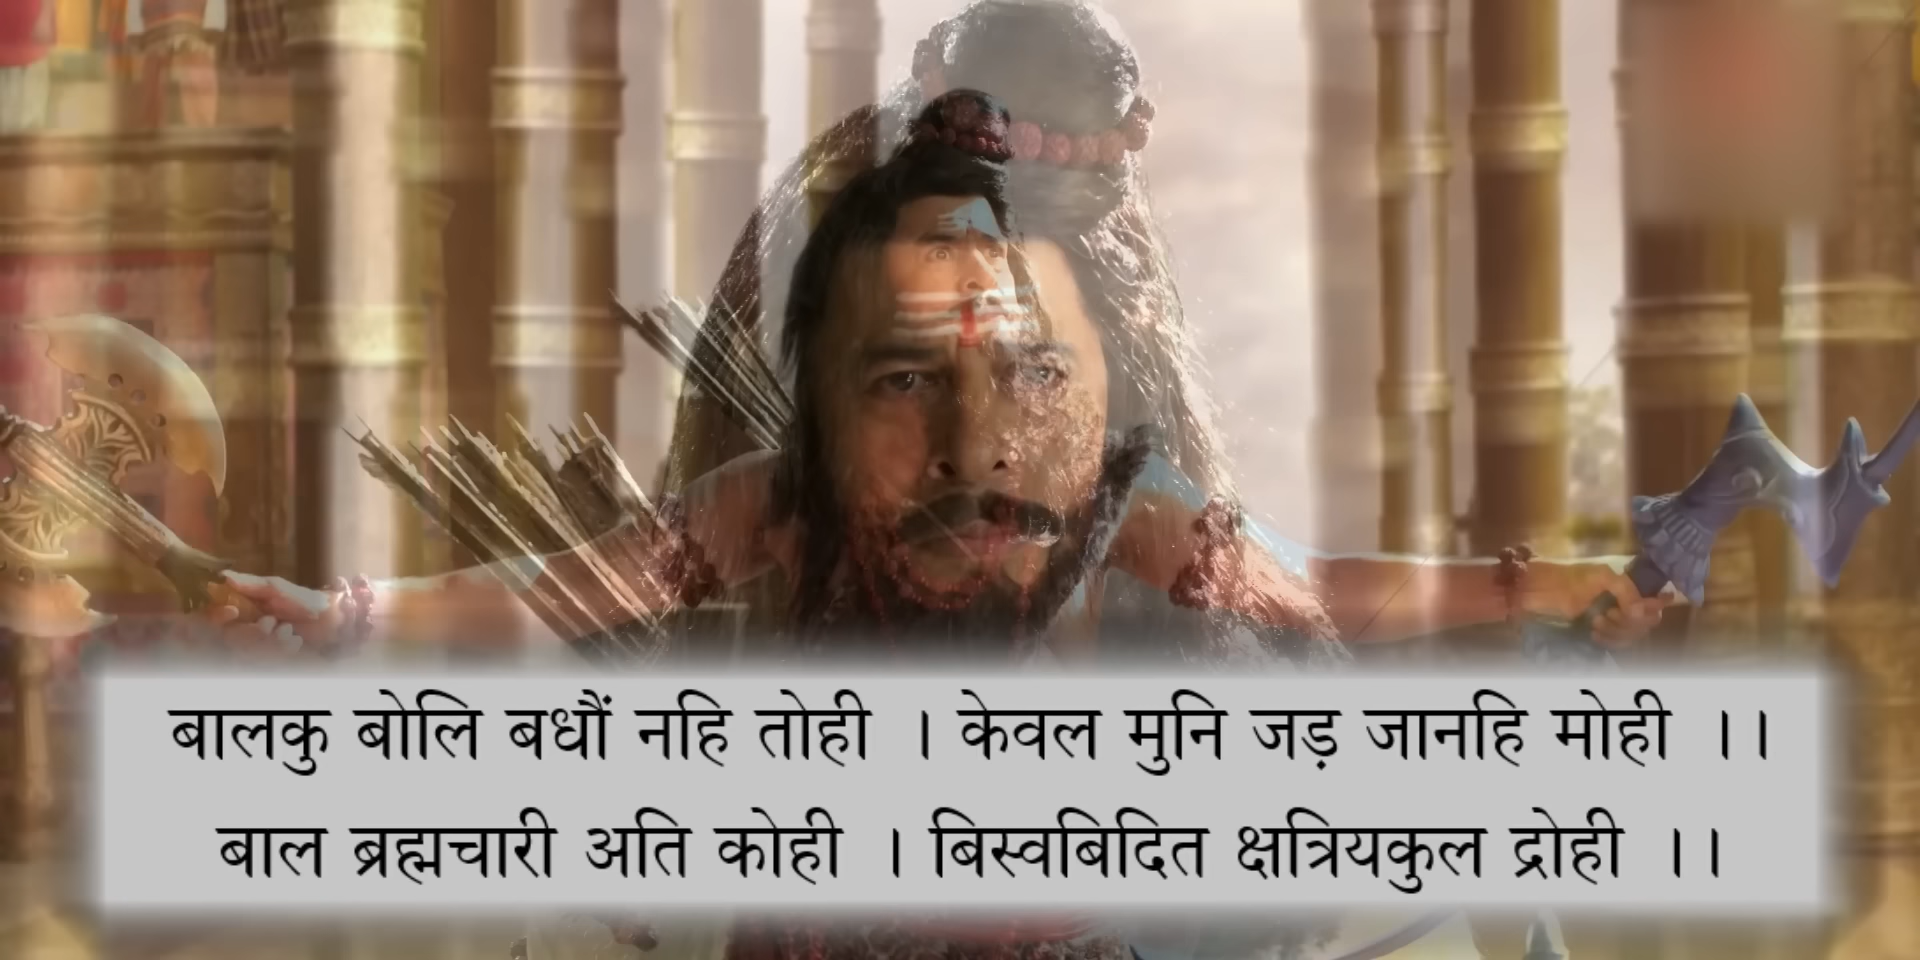 बालकु बोलि बधौं नहि तोही । केवल मुनि जड़ जानहि मोही ।।
बाल ब्रह्मचारी अति कोही । बिस्वबिदित क्षत्रियकुल द्रोही ।।